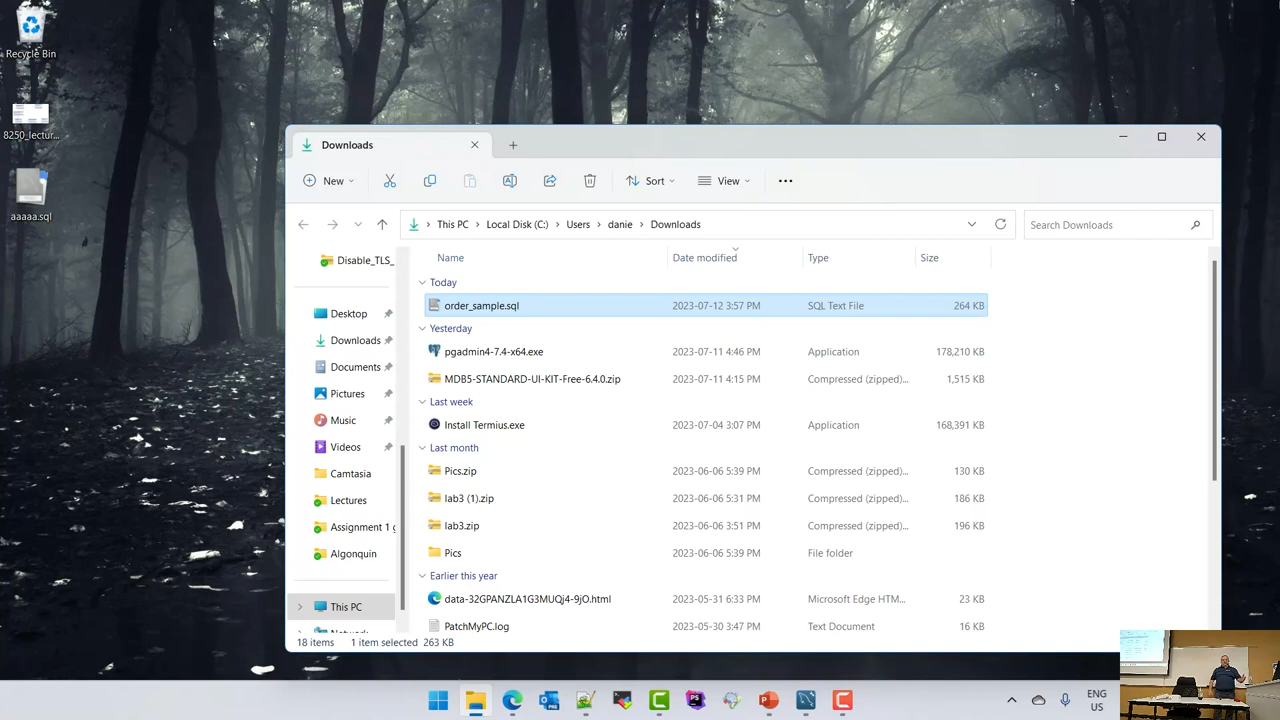 Recycle Bin
8250_lectur...
aaaaa.sql
Downloads
New
Sort
View
This PC
Local Disk (C:)
Users
danie
Downloads
Search Downloads
Name
Date modified
Type
Size
Disable_TLS_
Desktop
Downloads
Documents
Pictures
Music
Videos
Camtasia
Lectures
Assignment 1 g
Algonquin
This PC
Today
order_sample.sql 2023-07-12 3:57 PM SQL Text File 264 KB
Yesterday
pgadmin4-7.4-x64.exe 2023-07-11 4:46 PM Application 178,210 KB
MDB5-STANDARD-UI-KIT-Free-6.4.0.zip 2023-07-11 4:15 PM Compressed (zipped)... 1,515 KB
Last week
Install Termius.exe 2023-07-04 3:07 PM Application 168,391 KB
Last month
Pics.zip 2023-06-06 5:39 PM Compressed (zipped)... 130 KB
lab3 (1).zip 2023-06-06 5:31 PM Compressed (zipped)... 186 KB
lab3.zip 2023-06-06 3:51 PM Compressed (zipped)... 196 KB
Pics 2023-06-06 5:39 PM File folder
Earlier this year
data-32GPANZLA1G3MUQj4-9jO.html 2023-05-31 6:33 PM Microsoft Edge HTM... 23 KB
PatchMyPC.log 2023-05-30 3:47 PM Text Document 16 KB
18 items 1 item selected 263 KB
ENG
US